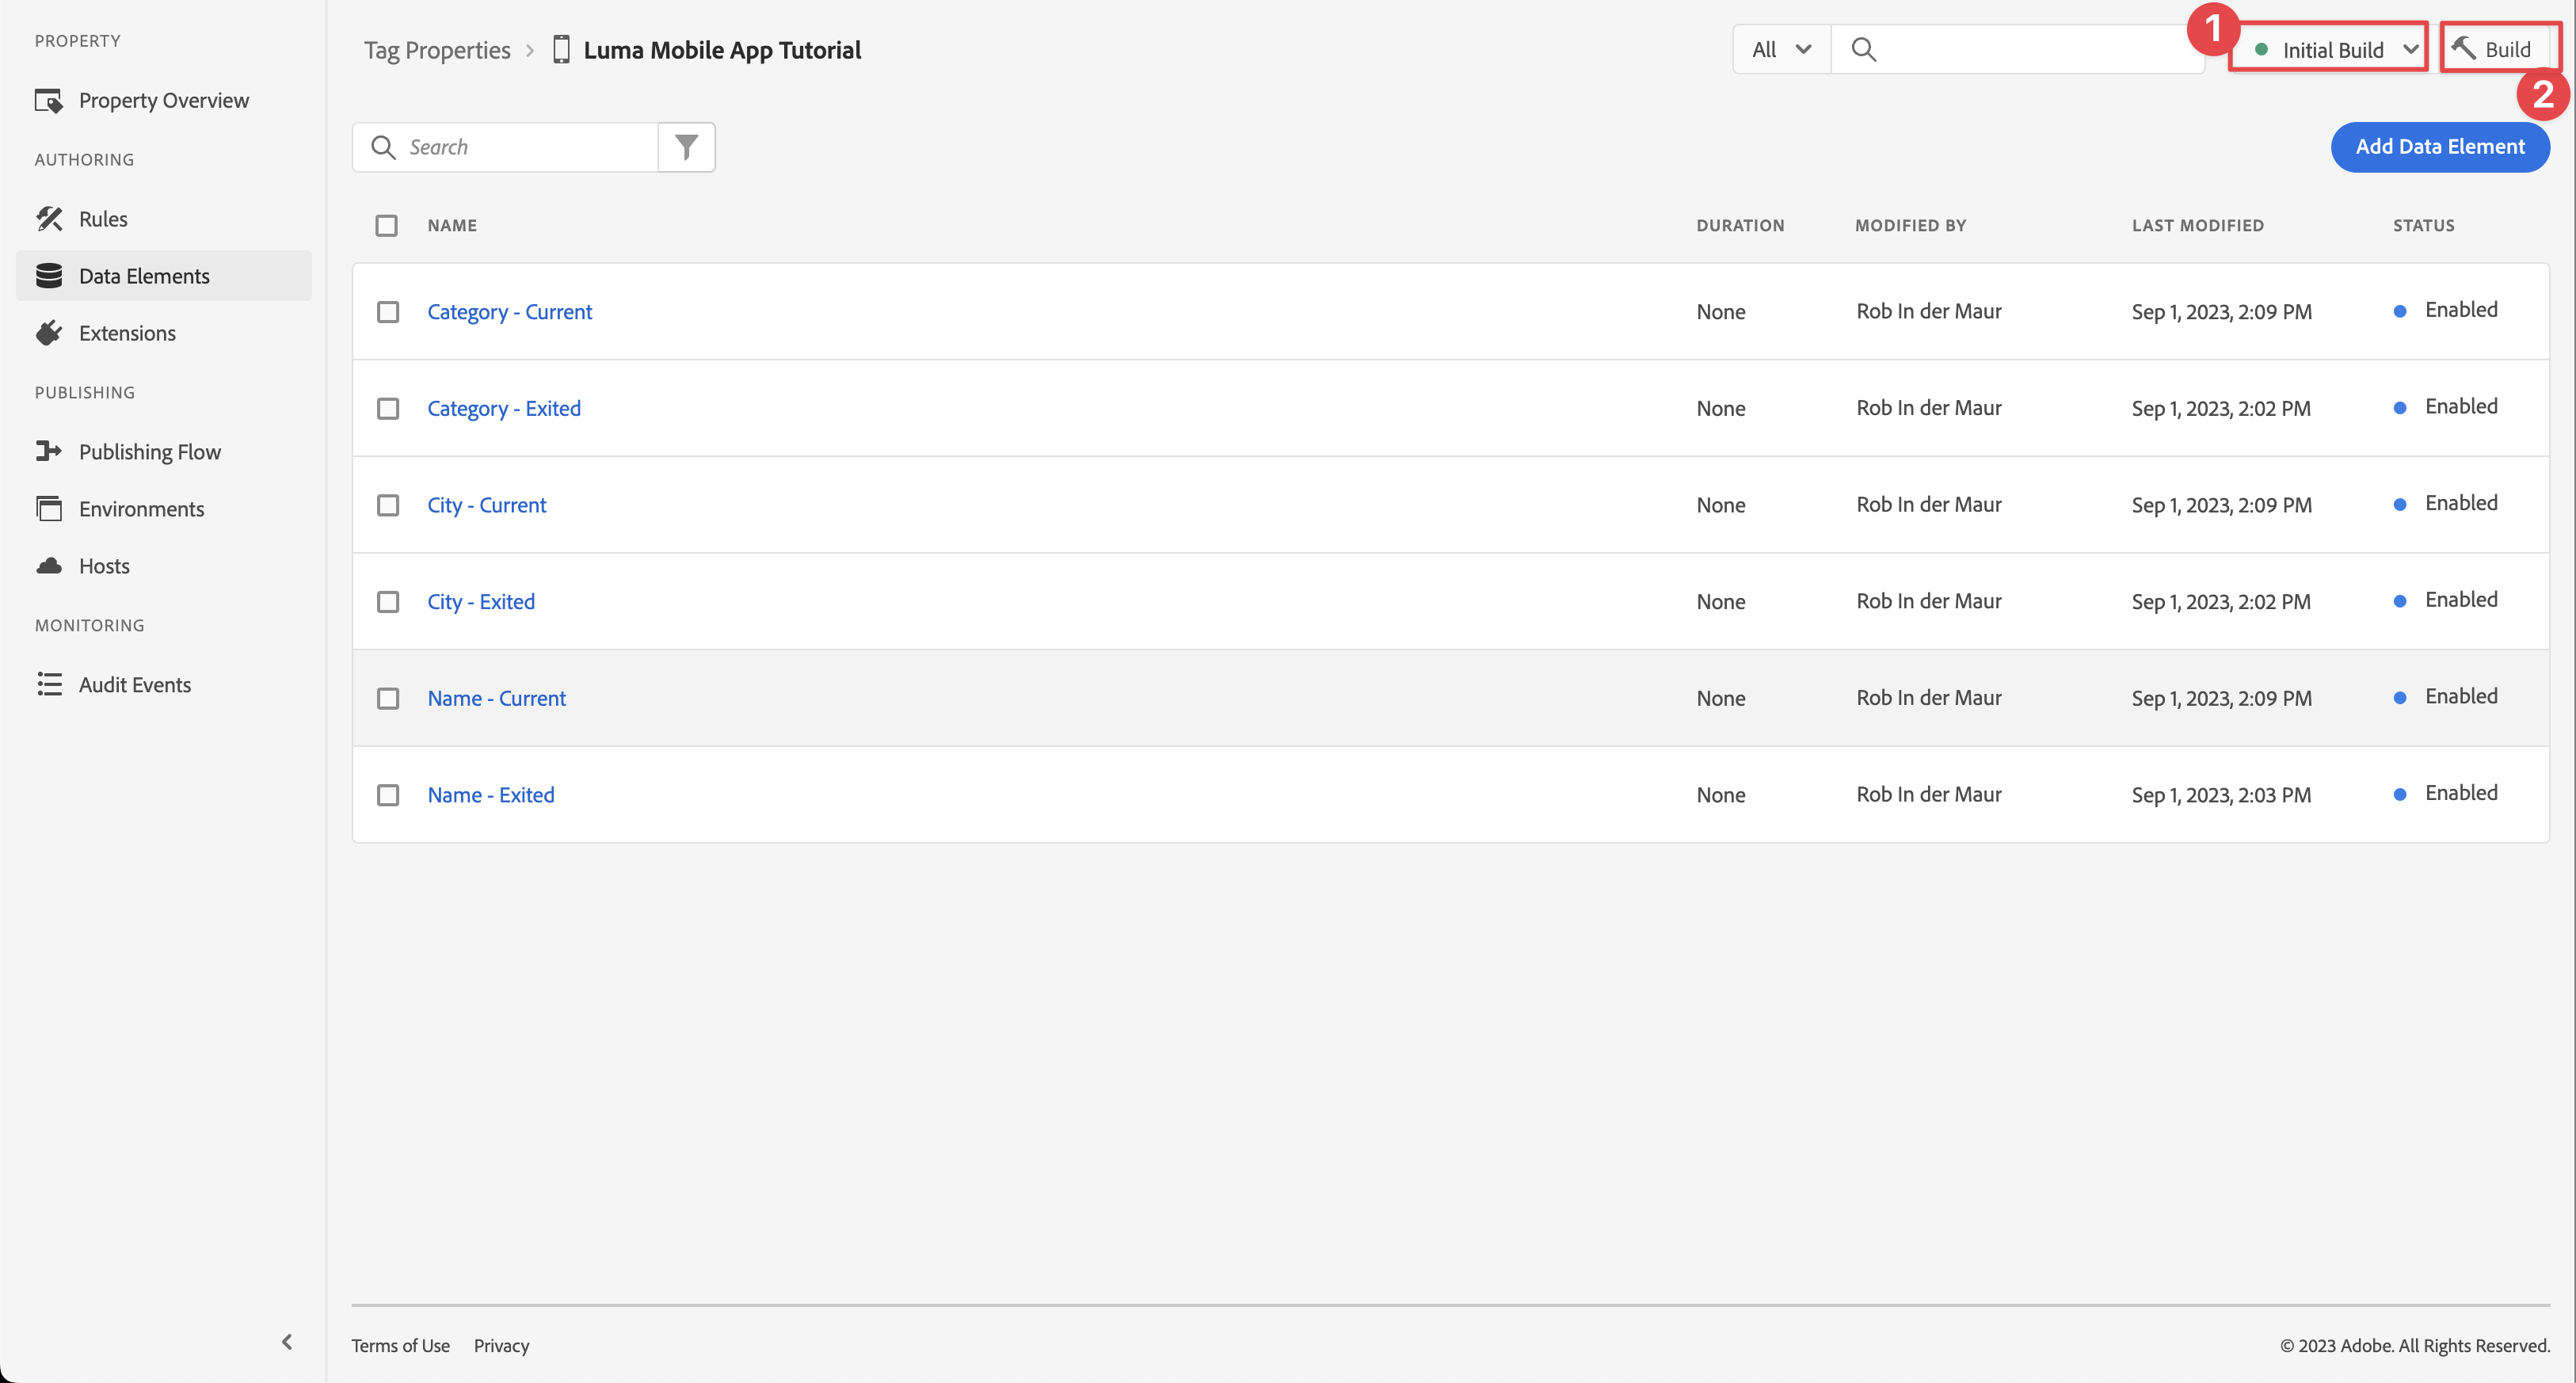 PROPERTY
Property Overview
AUTHORING
Rules
Data Elements
Extensions
PUBLISHING
Publishing Flow
Environments
Hosts
MONITORING
Audit Events
Tag Properties > Luma Mobile App Tutorial
All
1
Initial Build
Build
2
Search
Add Data Element
NAME DURATION MODIFIED BY LAST MODIFIED STATUS
Category - Current None Rob In der Maur Sep 1, 2023, 2:09 PM Enabled
Category - Exited None Rob In der Maur Sep 1, 2023, 2:02 PM Enabled
City - Current None Rob In der Maur Sep 1, 2023, 2:09 PM Enabled
City - Exited None Rob In der Maur Sep 1, 2023, 2:02 PM Enabled
Name - Current None Rob In der Maur Sep 1, 2023, 2:09 PM Enabled
Name - Exited None Rob In der Maur Sep 1, 2023, 2:03 PM Enabled
Terms of Use Privacy © 2023 Adobe. All Rights Reserved.